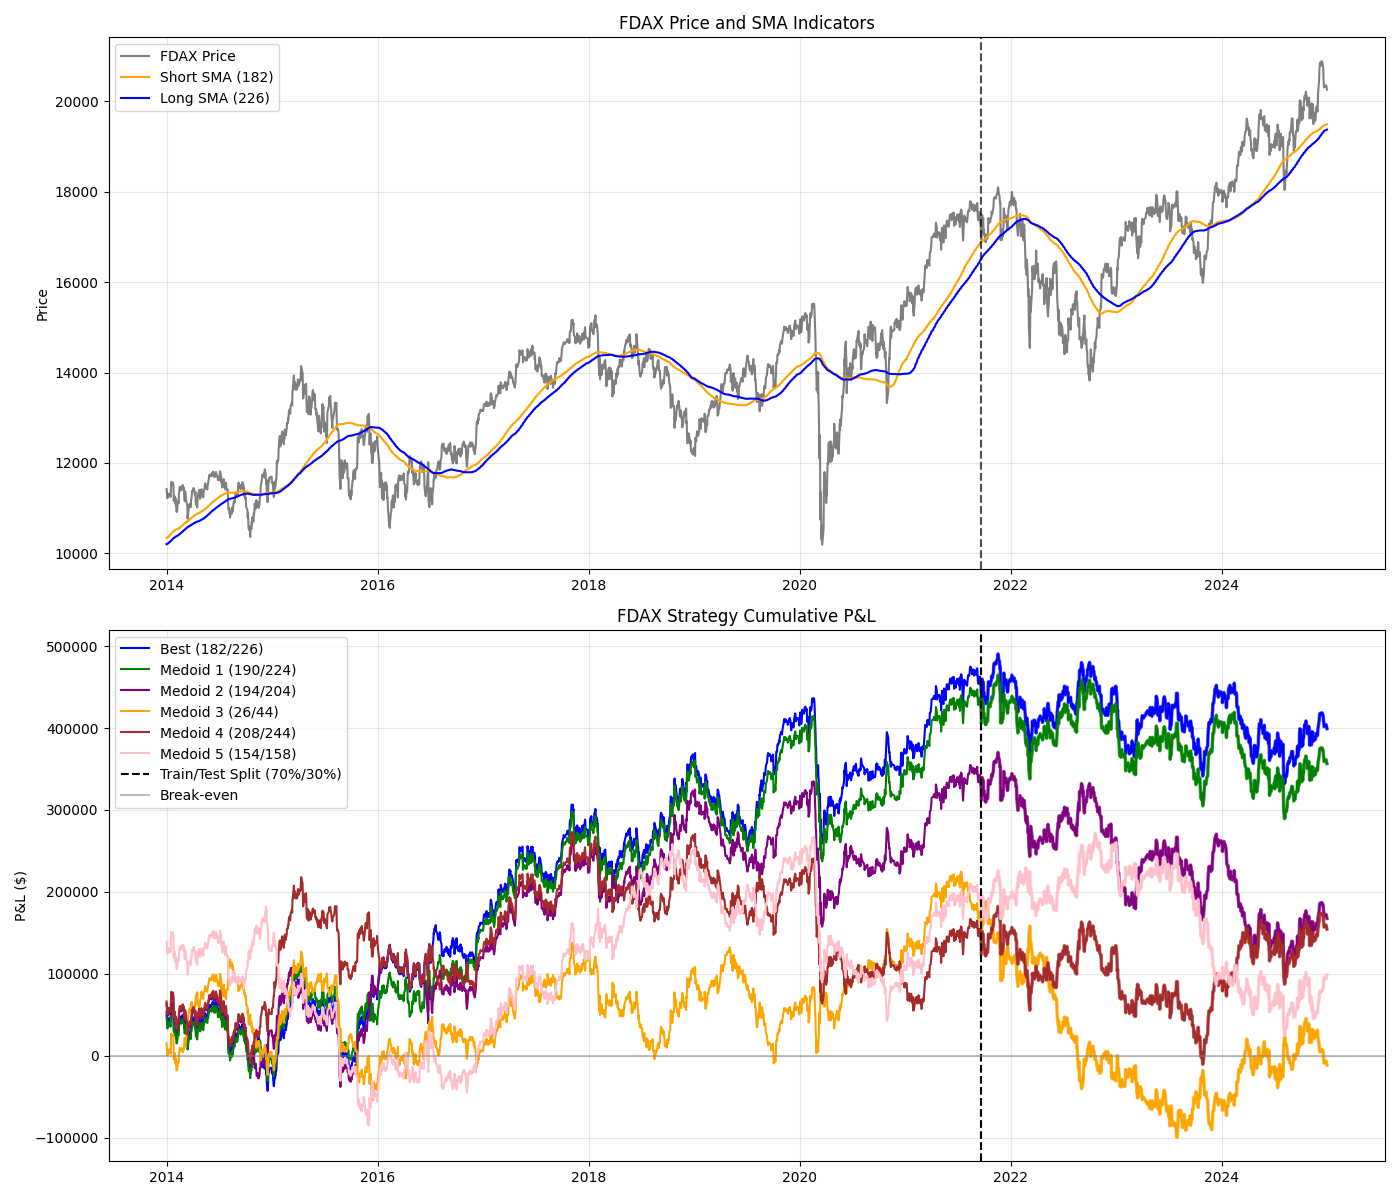 FDAX Price and SMA Indicators
FDAX Price
Short SMA (182)
Long SMA (226)
Price
20000
18000
16000
14000
12000
10000
2014 2016 2018 2020 2022 2024
FDAX Strategy Cumulative P&L
Best (182/226)
Medoid 1 (190/224)
Medoid 2 (194/204)
Medoid 3 (26/44)
Medoid 4 (208/244)
Medoid 5 (154/158)
Train/Test Split (70%/30%)
Break-even
P&L ($)
500000
400000
300000
200000
100000
0
−100000
2014 2016 2018 2020 2022 2024